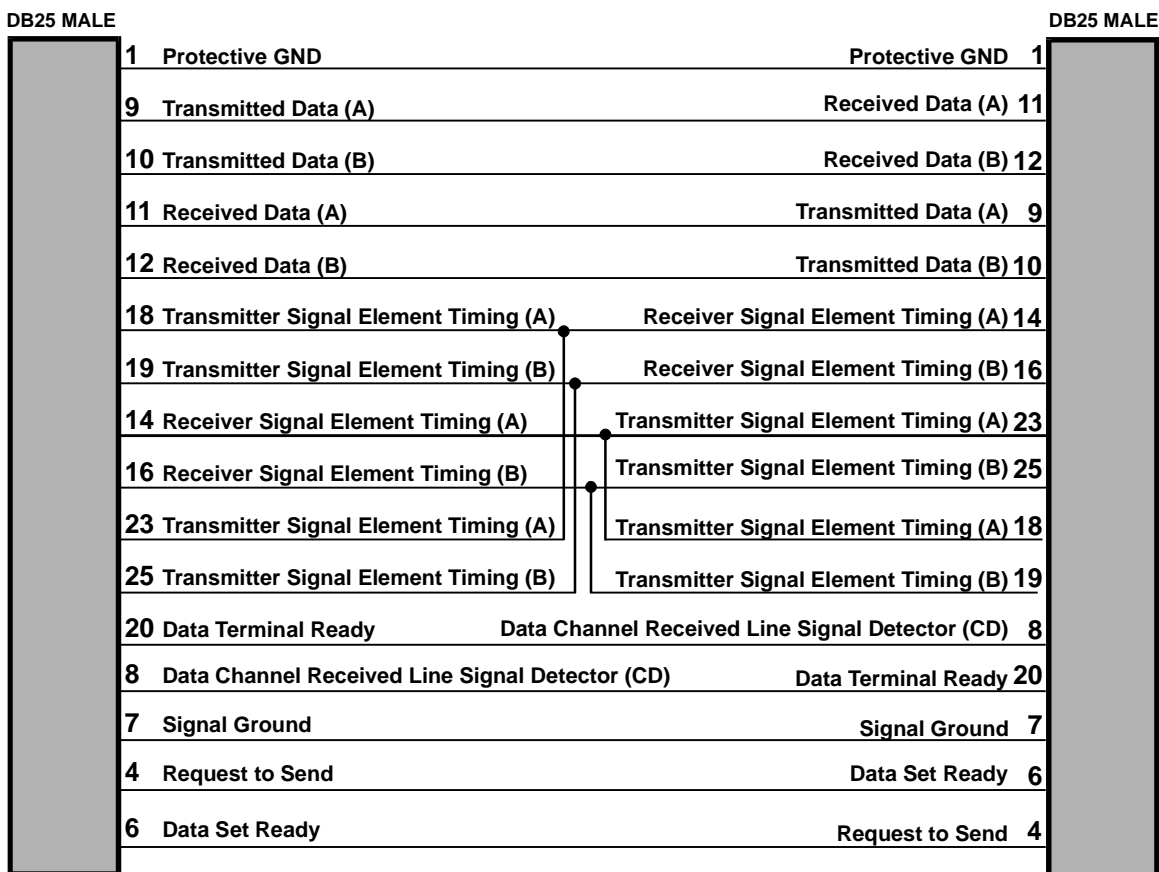 DB25 MALE DB25 MALE
1 Protective GND Protective GND 1
9 Transmitted Data (A) Received Data (A) 11
10 Transmitted Data (B) Received Data (B) 12
11 Received Data (A) Transmitted Data (A) 9
12 Received Data (B) Transmitted Data (B) 10
18 Transmitter Signal Element Timing (A) Receiver Signal Element Timing (A) 14
19 Transmitter Signal Element Timing (B) Receiver Signal Element Timing (B) 16
14 Receiver Signal Element Timing (A) Transmitter Signal Element Timing (A) 23
16 Receiver Signal Element Timing (B) Transmitter Signal Element Timing (B) 25
23 Transmitter Signal Element Timing (A) Transmitter Signal Element Timing (A) 18
25 Transmitter Signal Element Timing (B) Transmitter Signal Element Timing (B) 19
20 Data Terminal Ready Data Channel Received Line Signal Detector (CD) 8
8 Data Channel Received Line Signal Detector (CD) Data Terminal Ready 20
7 Signal Ground Signal Ground 7
4 Request to Send Data Set Ready 6
6 Data Set Ready Request to Send 4